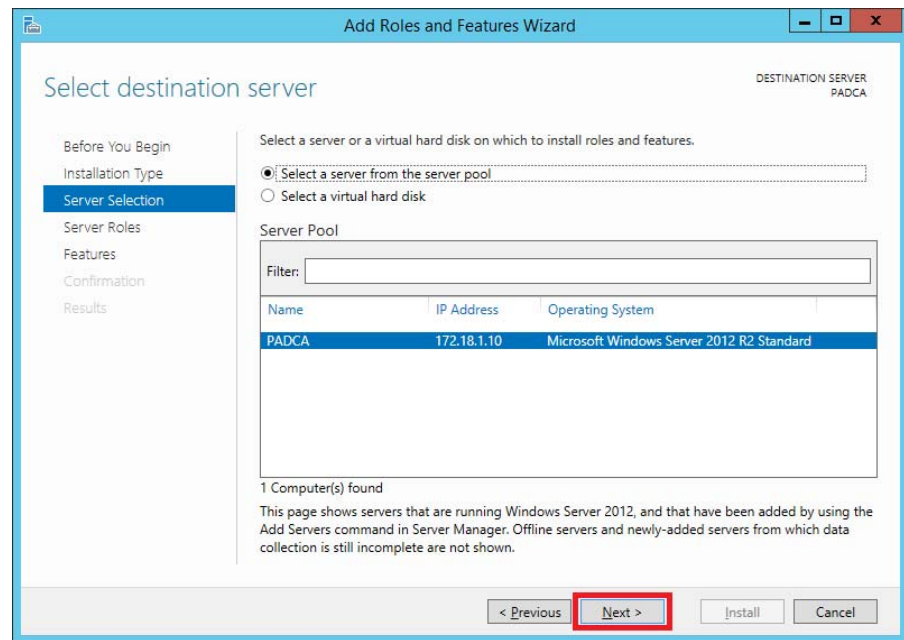 Add Roles and Features Wizard
Select destination server
DESTINATION SERVER
PADCA
Before You Begin
Installation Type
Server Selection
Server Roles
Features
Confirmation
Results
Select a server or a virtual hard disk on which to install roles and features.
Select a server from the server pool
Select a virtual hard disk
Server Pool
Filter:
Name IP Address Operating System
PADCA 172.18.1.10 Microsoft Windows Server 2012 R2 Standard
1 Computer(s) found
This page shows servers that are running Windows Server 2012, and that have been added by using the
Add Servers command in Server Manager. Offline servers and newly-added servers from which data
collection is still incomplete are not shown.
< Previous Next > Install Cancel